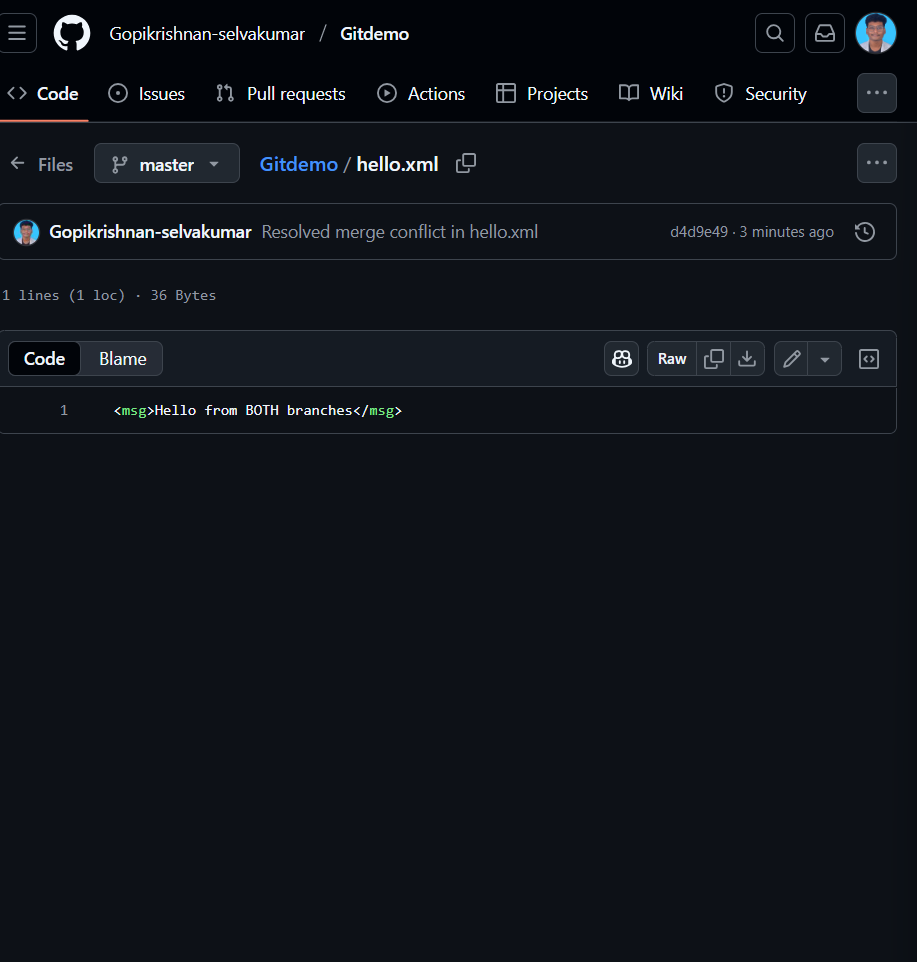 Gopikrishnan-selvakumar / Gitdemo
Code Issues Pull requests Actions Projects Wiki Security
Files master Gitdemo / hello.xml
Gopikrishnan-selvakumar Resolved merge conflict in hello.xml d4d9e49 · 3 minutes ago
1 lines (1 loc) · 36 Bytes
Code Blame Raw
1 <msg>Hello from BOTH branches</msg>